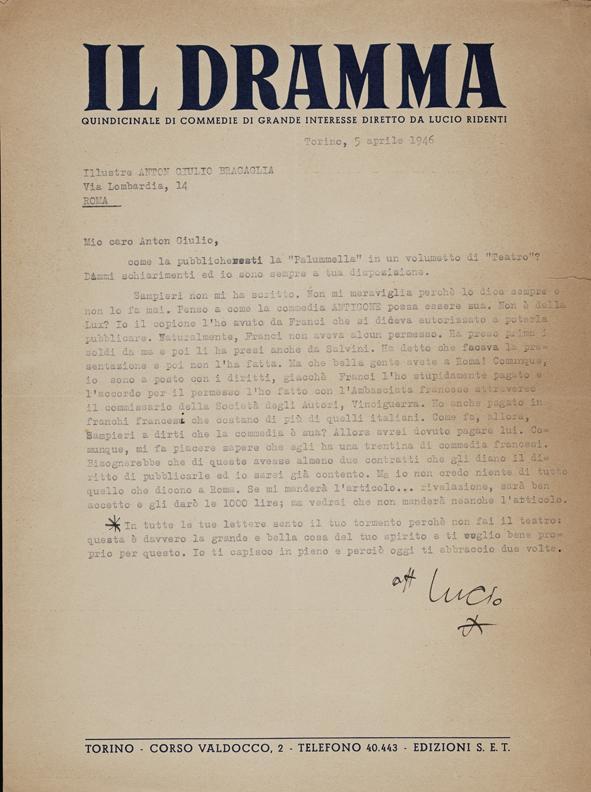 IL DRAMMA
QUINDICINALE DI COMMEDIE DI GRANDE INTERESSE DIRETTO DA LUCIO RIDENTI
Torino, 5 aprile 1946
Illustre ANTON GIULIO BRAGAGLIA
Via Lombardia, 14
ROMA
Mio caro Anton Giulio,
come la pubblicheresti la "Palummella" in un volumetto di "Teatro"?
Dammi schiarimenti ed io sono sempre a tua disposizione.
Sampieri non mi ha scritto. Non mi meraviglia perchè lo dice sempre e
non lo fa mai. Penso a come la commedia ANTIGONE possa essere sua. Non è della
Lux? Io il copione l'ho avuto da Franci che si diceva autorizzato a poterla
pubblicare. Naturalmente, Franci non aveva alcun permesso. Ha preso prima i
soldi da me e poi li ha presi anche da Salvini. Ha detto che faceva la pre-
sentazione e poi non l'ha fatta. Ma che bella gente avete a Roma! Comunque,
io sono a posto con i diritti, giacchè Franci l'ho stupidamente pagato e
l'accordo per il permesso l'ho fatto con l'Ambasciata francese attraverso
il commissario della Società degli Autori, Vinciguerra. Ho anche pagato in
franchi francesi che costano di più di quelli italiani. Come fa, allora,
Sampieri a dirti che la commedia è sua? Allora avrei dovuto pagare lui. Co-
munque, mi fa piacere sapere che egli ha una trentina di commedie francesi.
Bisognerebbe che di queste avesse almeno due contratti che gli diano il di-
ritto di pubblicarle ed io sarei già contento. Ma io non credo niente di tutto
quello che dicono a Roma. Se mi manderà l'articolo... rivalazione, sarà ben
accetto e gli darò le 1000 lire; ma vedrai che non manderà neanche l'articolo.
* In tutte le tue lettere sento il tuo tormento perchè non fai il teatro:
questa è davvero la grande e bella cosa del tuo spirito e ti voglio bene pro-
prio per questo. Io ti capisco in pieno e perciò oggi ti abbraccio due volte.
aff Lucio
*
TORINO - CORSO VALDOCCO, 2 - TELEFONO 40.443 - EDIZIONI S. E. T.